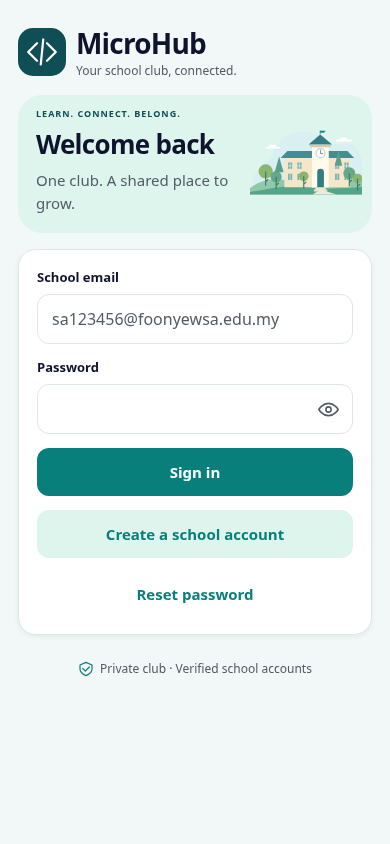 MicroHub
Your school club, connected.
LEARN. CONNECT. BELONG.
Welcome back
One club. A shared place to
grow.
School email
sa123456@foonyewsa.edu.my
Password
Sign in
Create a school account
Reset password
Private club · Verified school accounts